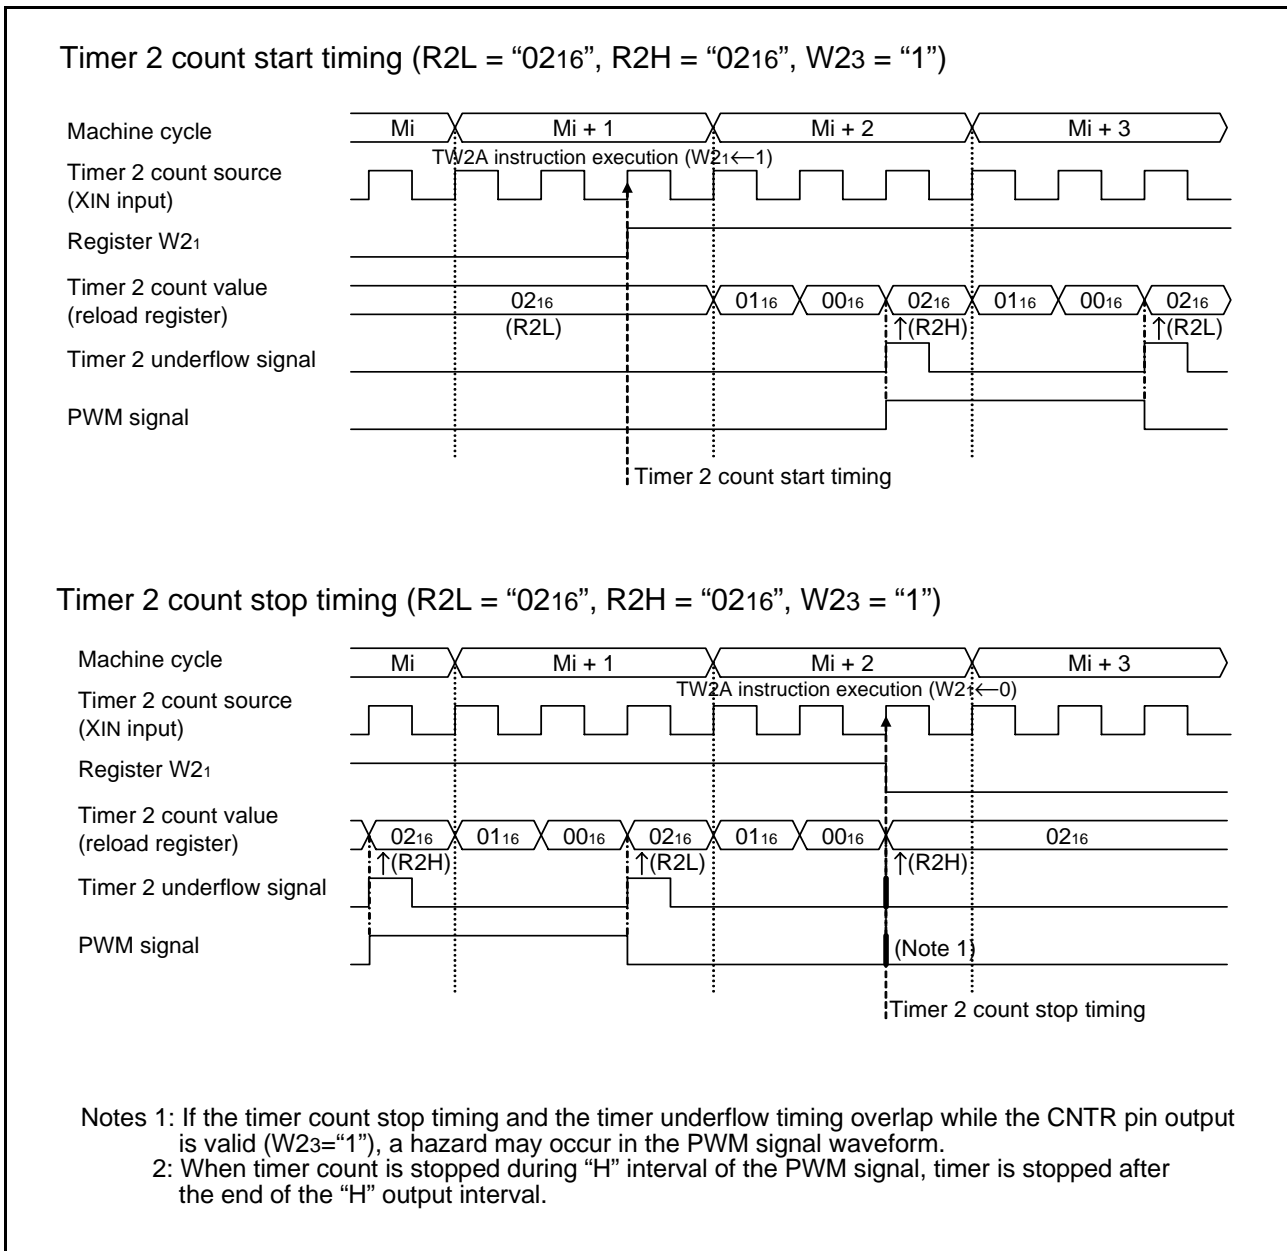 Timer 2 count start timing (R2L = “0216”, R2H = “0216”, W23 = “1”)
Machine cycle
Mi Mi + 1 Mi + 2 Mi + 3
TW2A instruction execution (W21←1)
Timer 2 count source
(XIN input)
Register W21
Timer 2 count value
(reload register)
0216 0116 0016 0216 0116 0016 0216
(R2L) ↑(R2H) ↑(R2L)
Timer 2 underflow signal
PWM signal
Timer 2 count start timing
Timer 2 count stop timing (R2L = “0216”, R2H = “0216”, W23 = “1”)
Machine cycle
Mi Mi + 1 Mi + 2 Mi + 3
TW2A instruction execution (W21←0)
Timer 2 count source
(XIN input)
Register W21
Timer 2 count value
(reload register)
0216 0116 0016 0216 0116 0016 0216
↑(R2H) ↑(R2L) ↑(R2H)
Timer 2 underflow signal
PWM signal
(Note 1)
Timer 2 count stop timing
Notes 1: If the timer count stop timing and the timer underflow timing overlap while the CNTR pin output
is valid (W23=“1”), a hazard may occur in the PWM signal waveform.
2: When timer count is stopped during “H” interval of the PWM signal, timer is stopped after
the end of the “H” output interval.